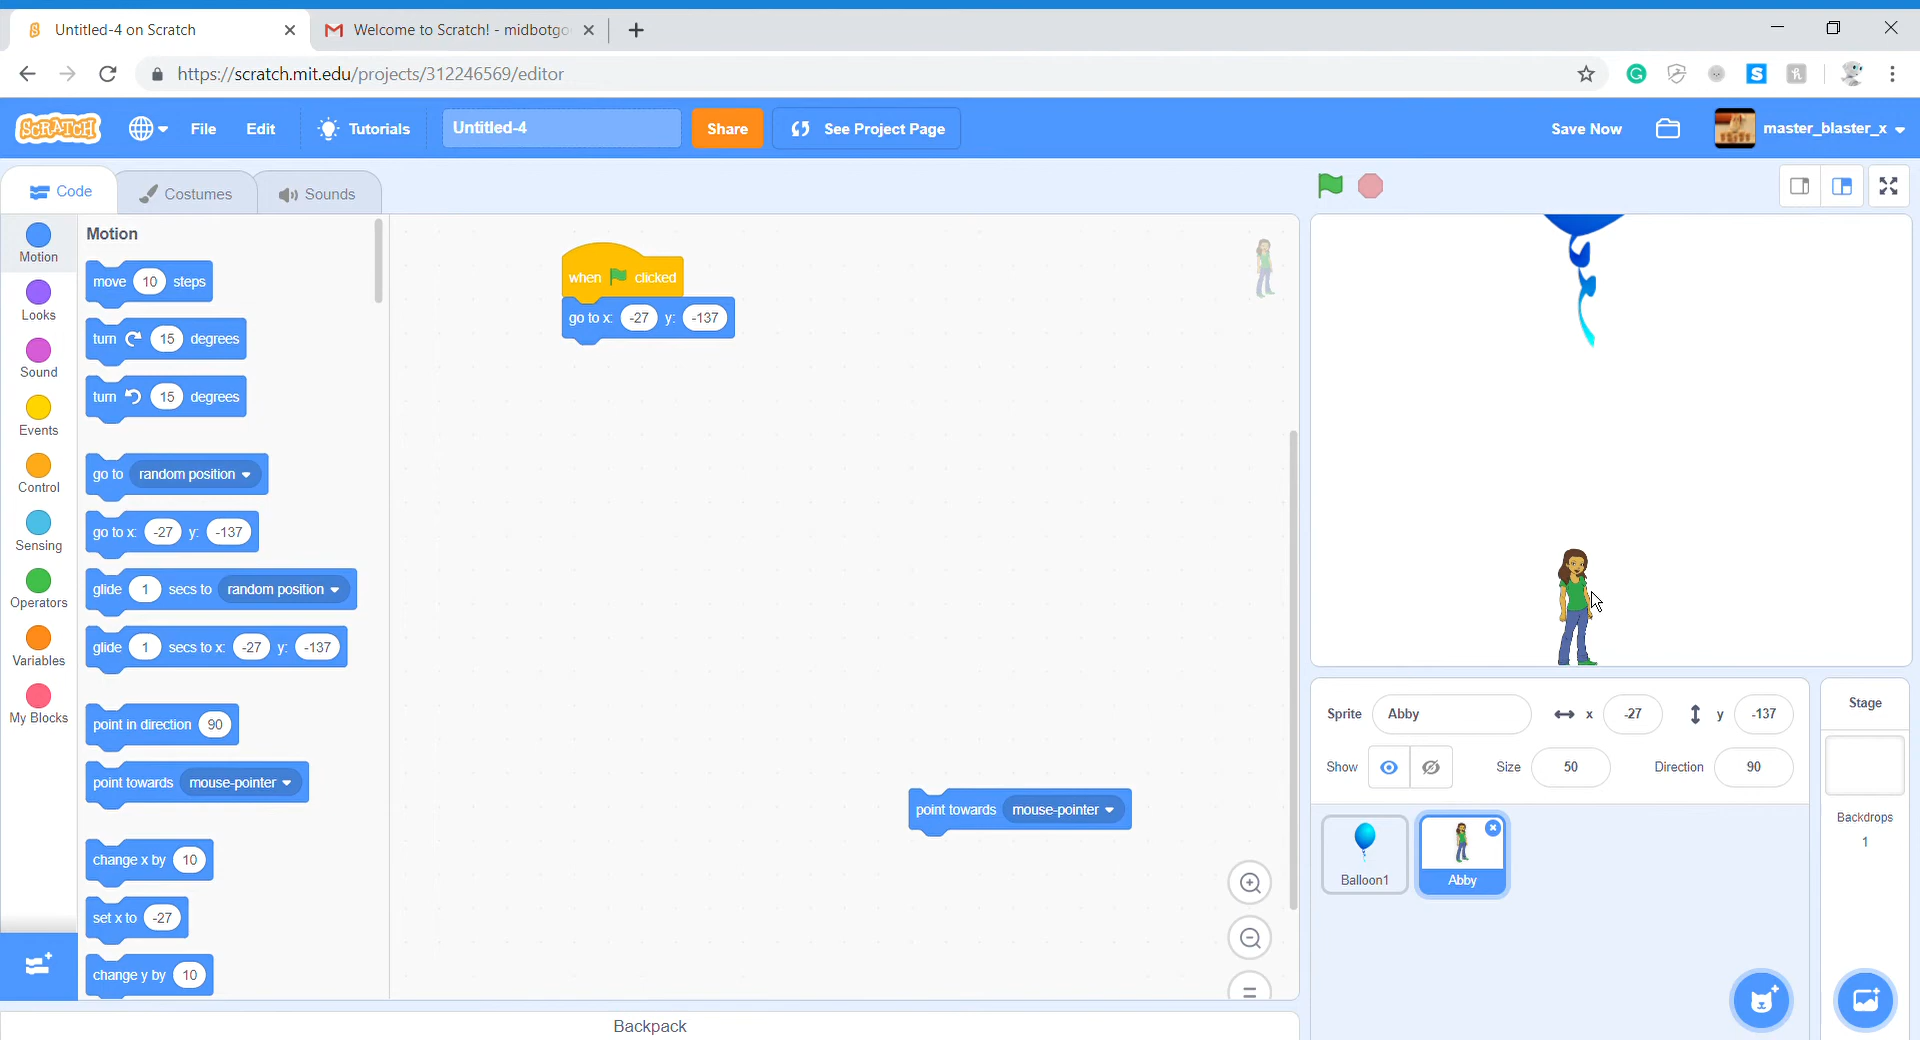 Untitled-4 on Scratch
Welcome to Scratch! - midbotgo
https://scratch.mit.edu/projects/312246569/editor
SCRATCH
File
Edit
Tutorials
Untitled-4
Share
See Project Page
Save Now
master_blaster_x
Code
Costumes
Sounds
Motion
Looks
Sound
Events
Control
Sensing
Operators
Variables
My Blocks
Motion
move 10 steps
turn 15 degrees
turn 15 degrees
go to random position
go to x: -27 y: -137
glide 1 secs to random position
glide 1 secs to x: -27 y: -137
point in direction 90
point towards mouse-pointer
change x by 10
set x to -27
change y by 10
when clicked
go to x: -27 y: -137
point towards mouse-pointer
Backpack
Sprite Abby x -27 y -137
Show Size 50 Direction 90
Balloon1
Abby
Stage
Backdrops
1